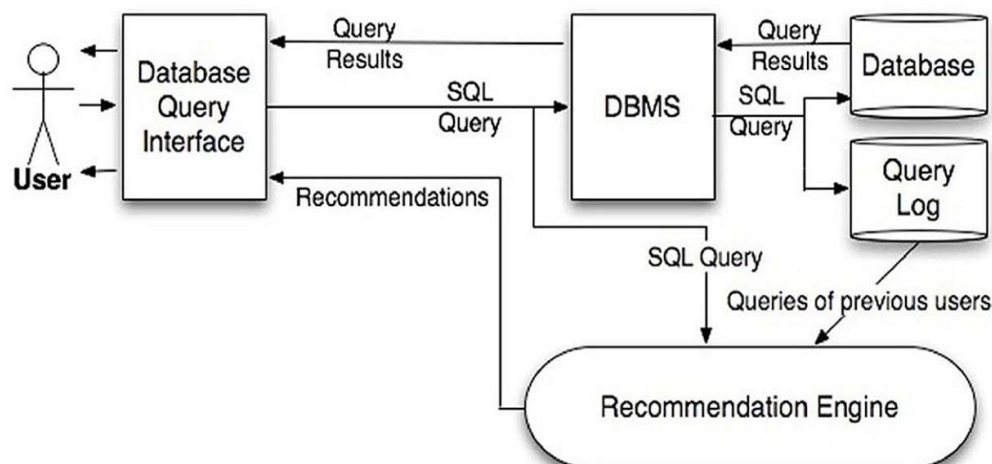 Query
Results
Query
Results
Database
Query
Interface
SQL
Query
DBMS
SQL
Query
Database
User
Recommendations
Query
Log
SQL Query
Queries of previous users
Recommendation Engine